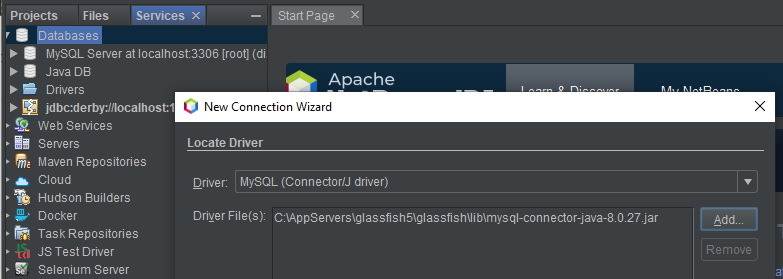 Projects Files Services Start Page
Databases
MySQL Server at localhost:3306 [root] (di
Java DB
Drivers
jdbc:derby://localhost:1
Web Services
Servers
Maven Repositories
Cloud
Hudson Builders
Docker
Task Repositories
JS Test Driver
Selenium Server
Apache
Learn & Discover My NetBeans
New Connection Wizard
Locate Driver
Driver: MySQL (Connector/J driver)
Driver File(s): C:\AppServers\glassfish5\glassfish\lib\mysql-connector-java-8.0.27.jar
Add...
Remove